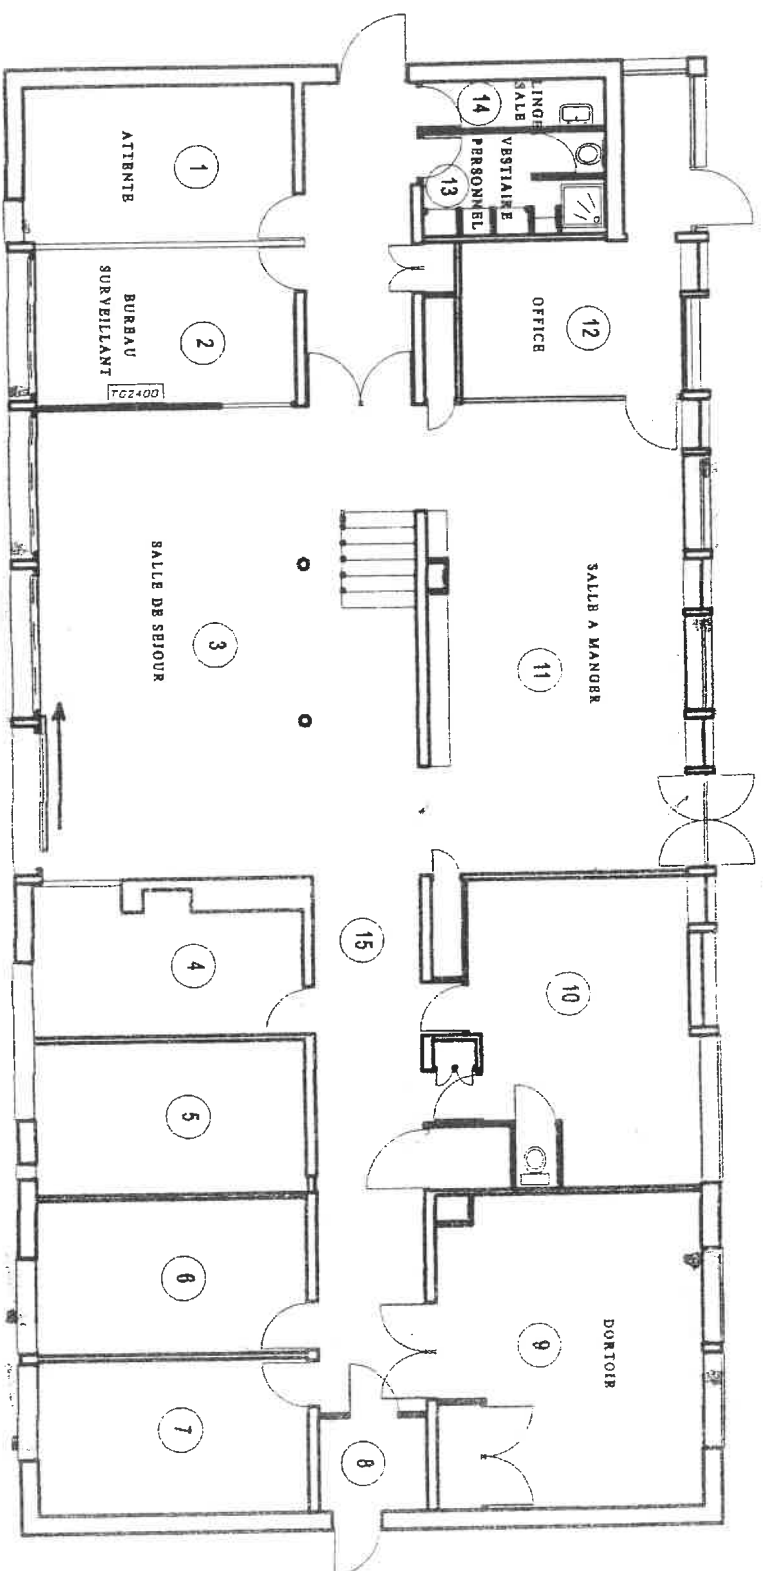 LINGE
SALE
14
VESTIAIRE
PERSONNEL
13
12
OFFICE
SALLE A MANGER
11
10
DORTOIR
9
15
8
1
ATTENTE
2
BUREAU
SURVEILLANT
TG2400
3
SALLE DE SEJOUR
4
5
6
7